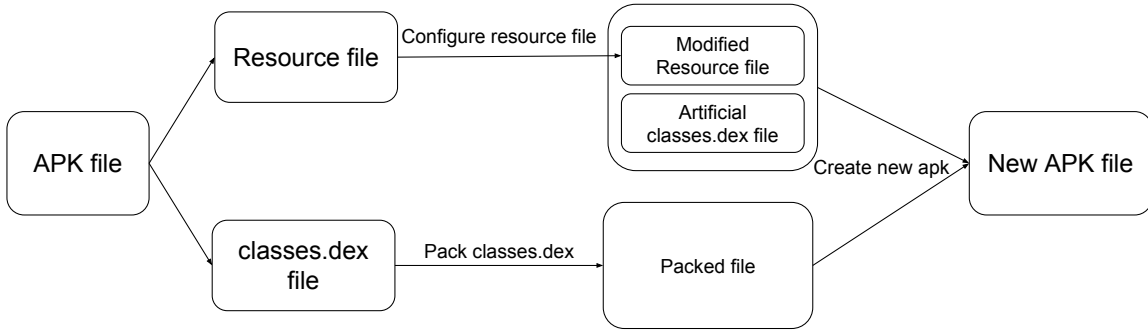 APK file
Resource file
Configure resource file
Modified
Resource file
Artificial
classes.dex file
classes.dex
file
Pack classes.dex
Packed file
Create new apk
New APK file